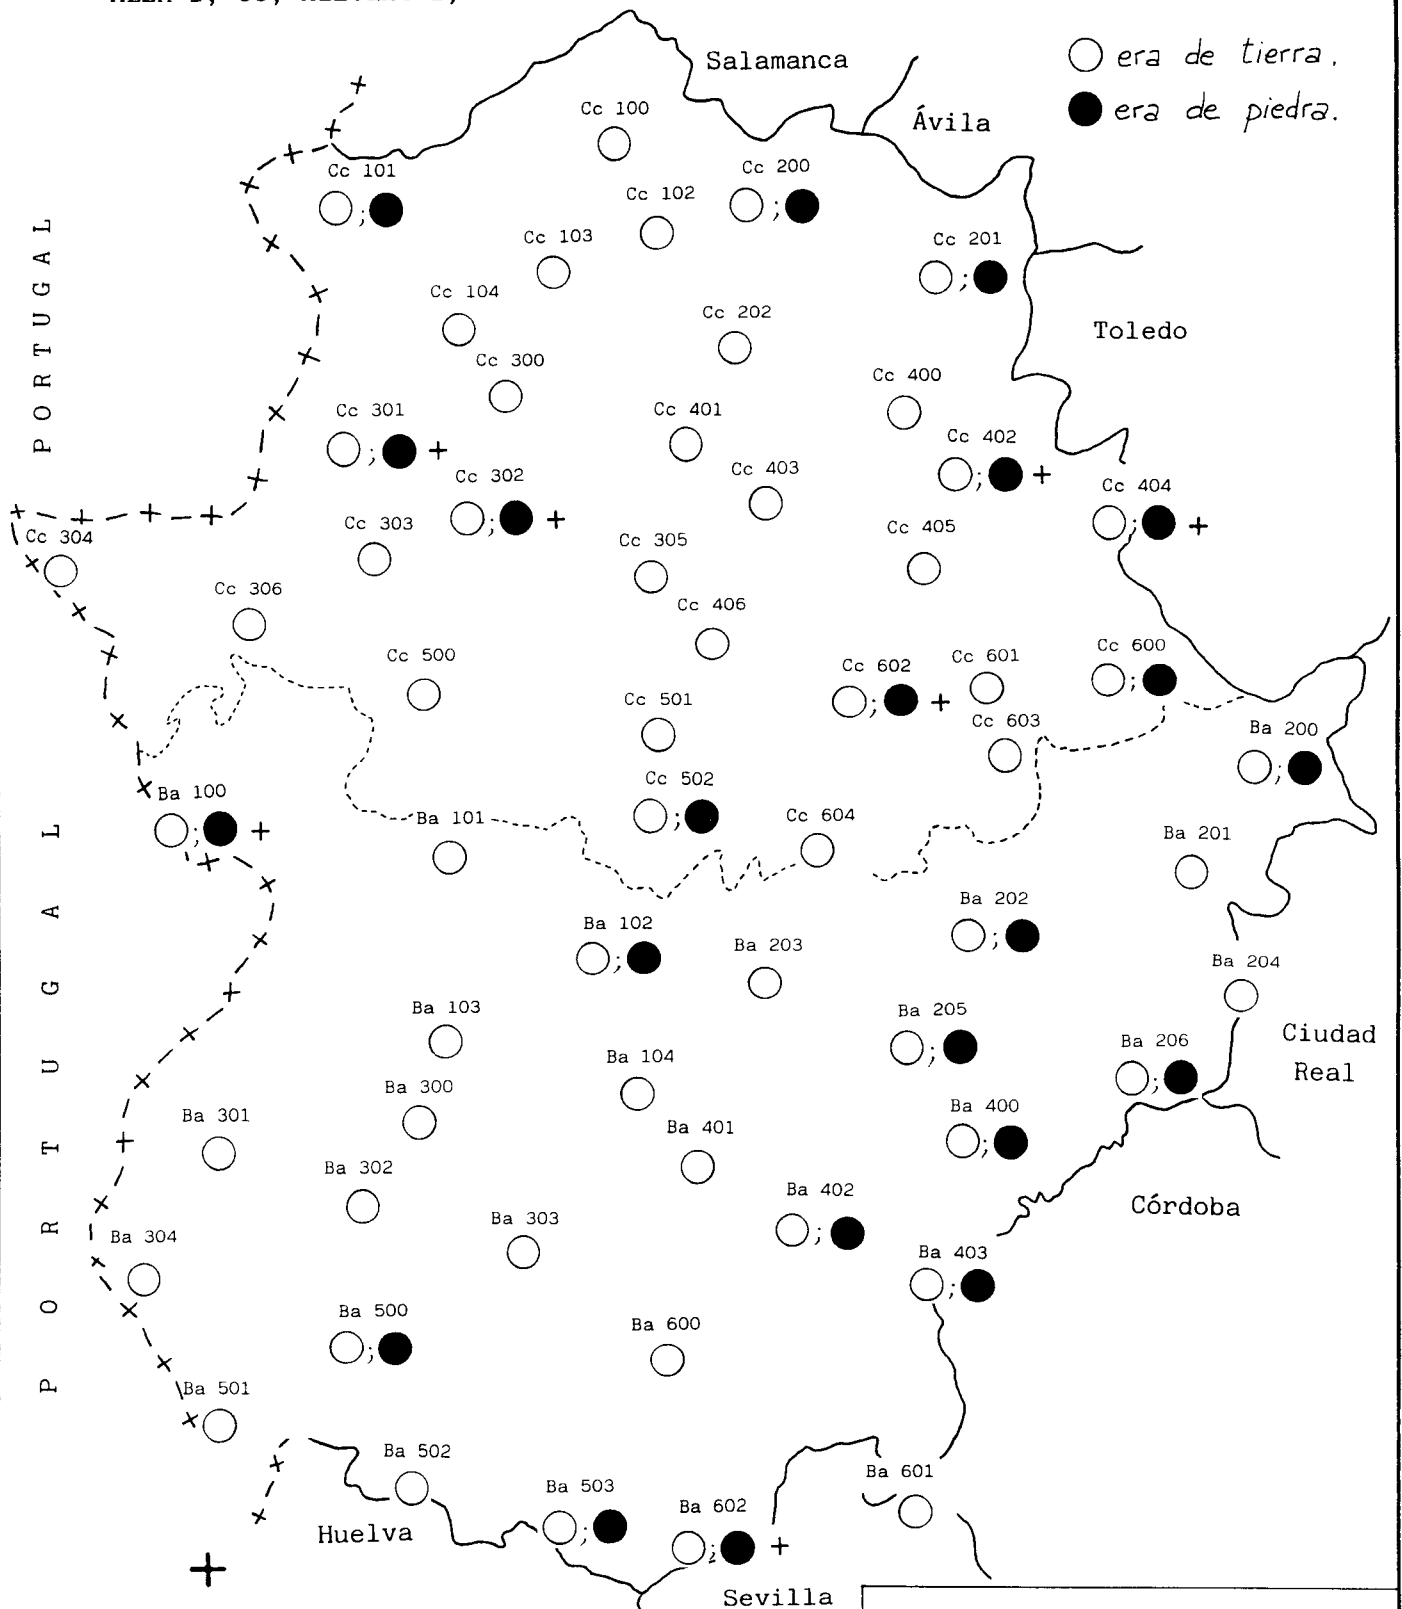 Salamanca
era de tierra.
Ávila
era de piedra.
Cc 100
Cc 101
Cc 200
Cc 102
PORTUGAL
Cc 103
Cc 201
Cc 104
Cc 202
Toledo
Cc 300
Cc 400
Cc 301
Cc 401
Cc 402
Cc 302
Cc 403
Cc 404
Cc 303
Cc 405
Cc 304
Cc 305
Cc 306
Cc 406
Cc 500
Cc 602
Cc 601
Cc 600
Cc 501
Cc 603
Ba 200
Cc 502
Ba 100
Ba 101
Cc 604
Ba 201
PORTUGAL
Ba 102
Ba 202
Ba 203
Ba 204
Ba 103
Ba 205
Ciudad
Real
Ba 104
Ba 206
Ba 300
Ba 400
Ba 301
Ba 401
Ba 302
Ba 402
Córdoba
Ba 303
Ba 304
Ba 403
Ba 500
Ba 600
Ba 501
Ba 502
Ba 503
Ba 602
Ba 601
Huelva
Sevilla